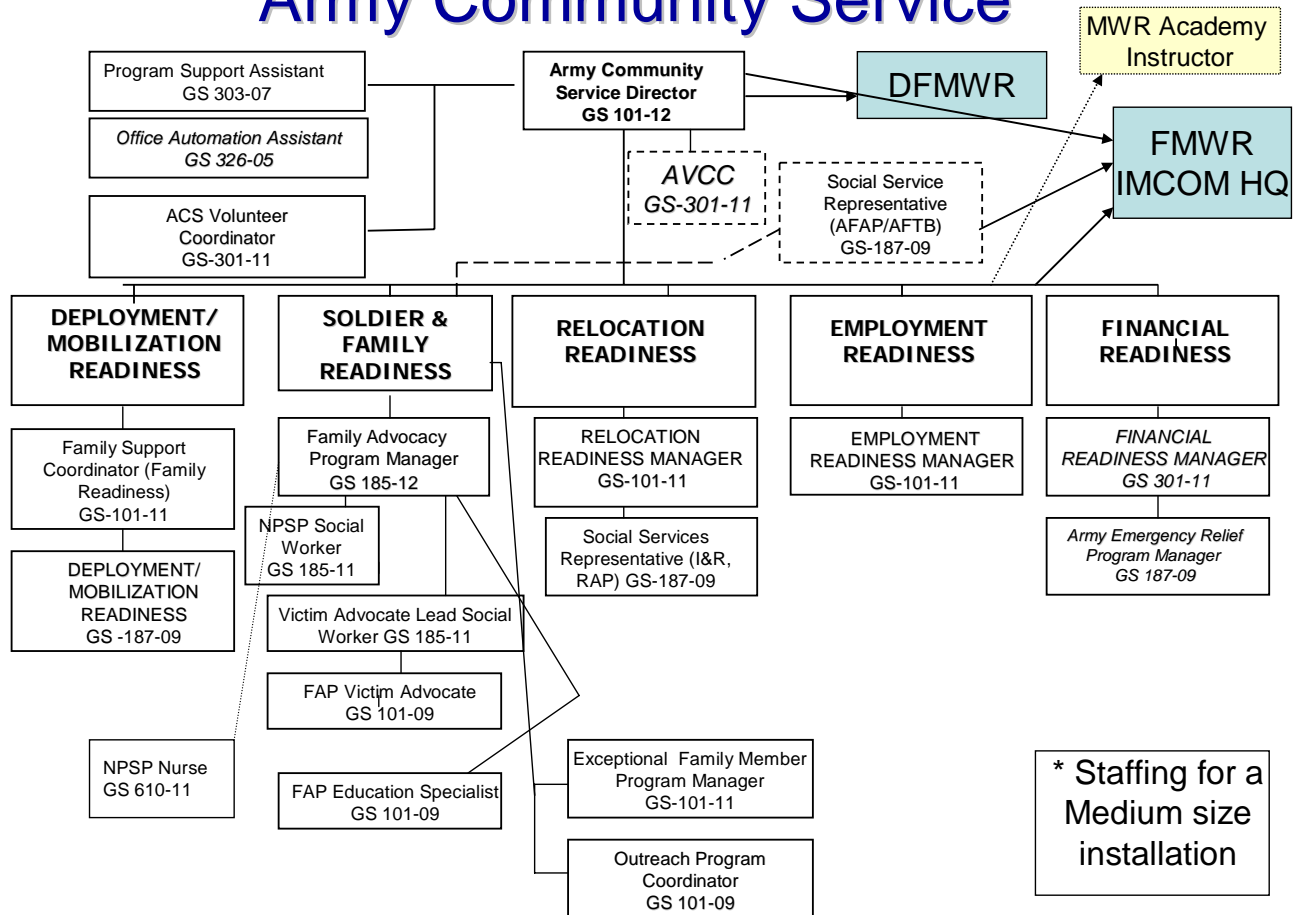 Army Community Service
MWR Academy
Instructor
Program Support Assistant
GS 303-07
Army Community
Service Director
GS 101-12
DFMWR
Office Automation Assistant
GS 326-05
FMWR
IMCOM HQ
AVCC
GS-301-11
Social Service
Representative
(AFAP/AFTB)
GS-187-09
ACS Volunteer
Coordinator
GS-301-11
DEPLOYMENT/
MOBILIZATION
READINESS
SOLDIER &
FAMILY
READINESS
RELOCATION
READINESS
EMPLOYMENT
READINESS
FINANCIAL
READINESS
Family Support
Coordinator (Family
Readiness)
GS-101-11
Family Advocacy
Program Manager
GS 185-12
RELOCATION
READINESS MANAGER
GS-101-11
EMPLOYMENT
READINESS MANAGER
GS-101-11
FINANCIAL
READINESS MANAGER
GS 301-11
NPSP Social
Worker
GS 185-11
Social Services
Representative (I&R,
RAP) GS-187-09
Army Emergency Relief
Program Manager
GS 187-09
DEPLOYMENT/
MOBILIZATION
READINESS
GS -187-09
Victim Advocate Lead Social
Worker GS 185-11
FAP Victim Advocate
GS 101-09
NPSP Nurse
GS 610-11
FAP Education Specialist
GS 101-09
Exceptional Family Member
Program Manager
GS-101-11
Outreach Program
Coordinator
GS 101-09
* Staffing for a
Medium size
installation